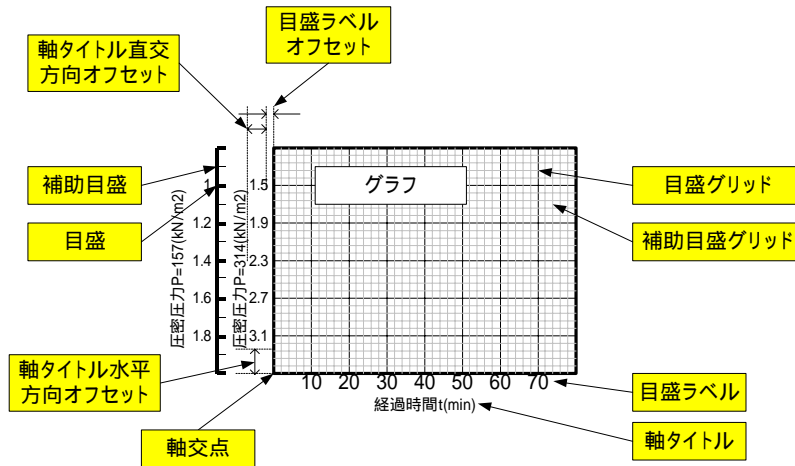 目盛ラベル
オフセット
軸タイトル直交
方向オフセット
補助目盛
目盛
グラフ
目盛グリッド
補助目盛グリッド
1
1.2
1.4
1.6
1.8
圧密圧力P=157(kN/m2)
1.5
1.9
2.3
2.7
3.1
圧密圧力P=314(kN/m2)
軸タイトル水平
方向オフセット
10 20 30 40 50 60 70
目盛ラベル
経過時間t(min)
軸タイトル
軸交点